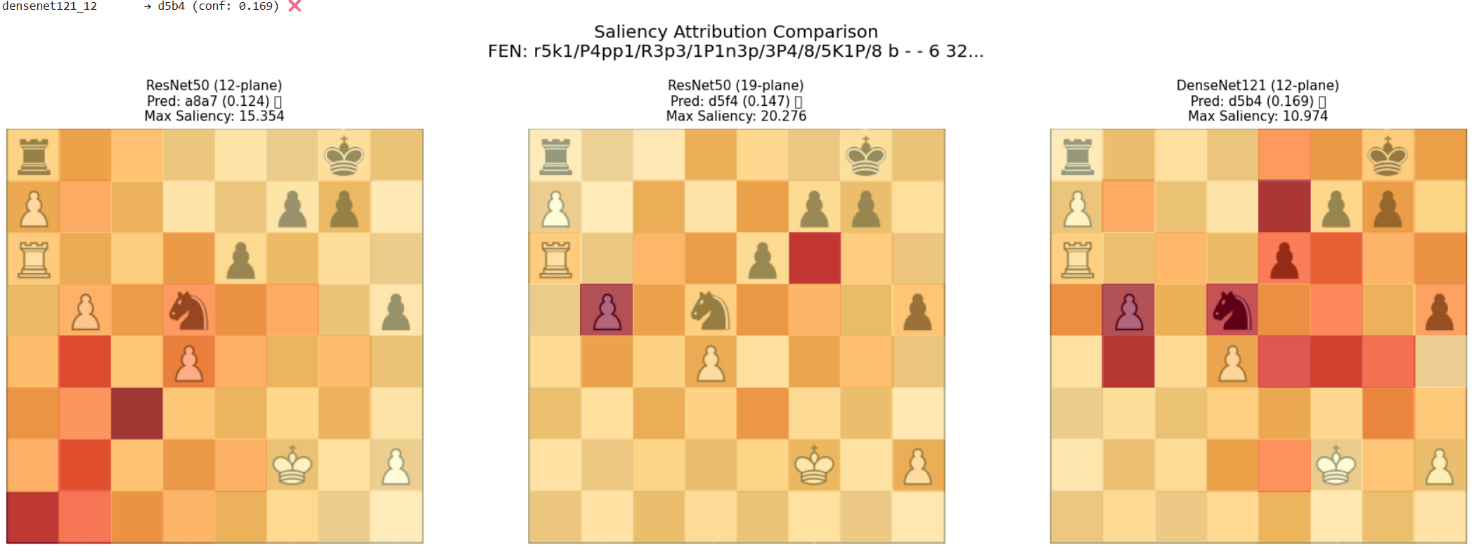 densenet121_12 → d5b4 (conf: 0.169) ❌
Saliency Attribution Comparison
FEN: r5k1/P4pp1/R3p3/1P1n3p/3P4/8/5K1P/8 b - - 6 32...
ResNet50 (12-plane)
Pred: a8a7 (0.124) ▯
Max Saliency: 15.354
ResNet50 (19-plane)
Pred: d5f4 (0.147) ▯
Max Saliency: 20.276
DenseNet121 (12-plane)
Pred: d5b4 (0.169) ▯
Max Saliency: 10.974